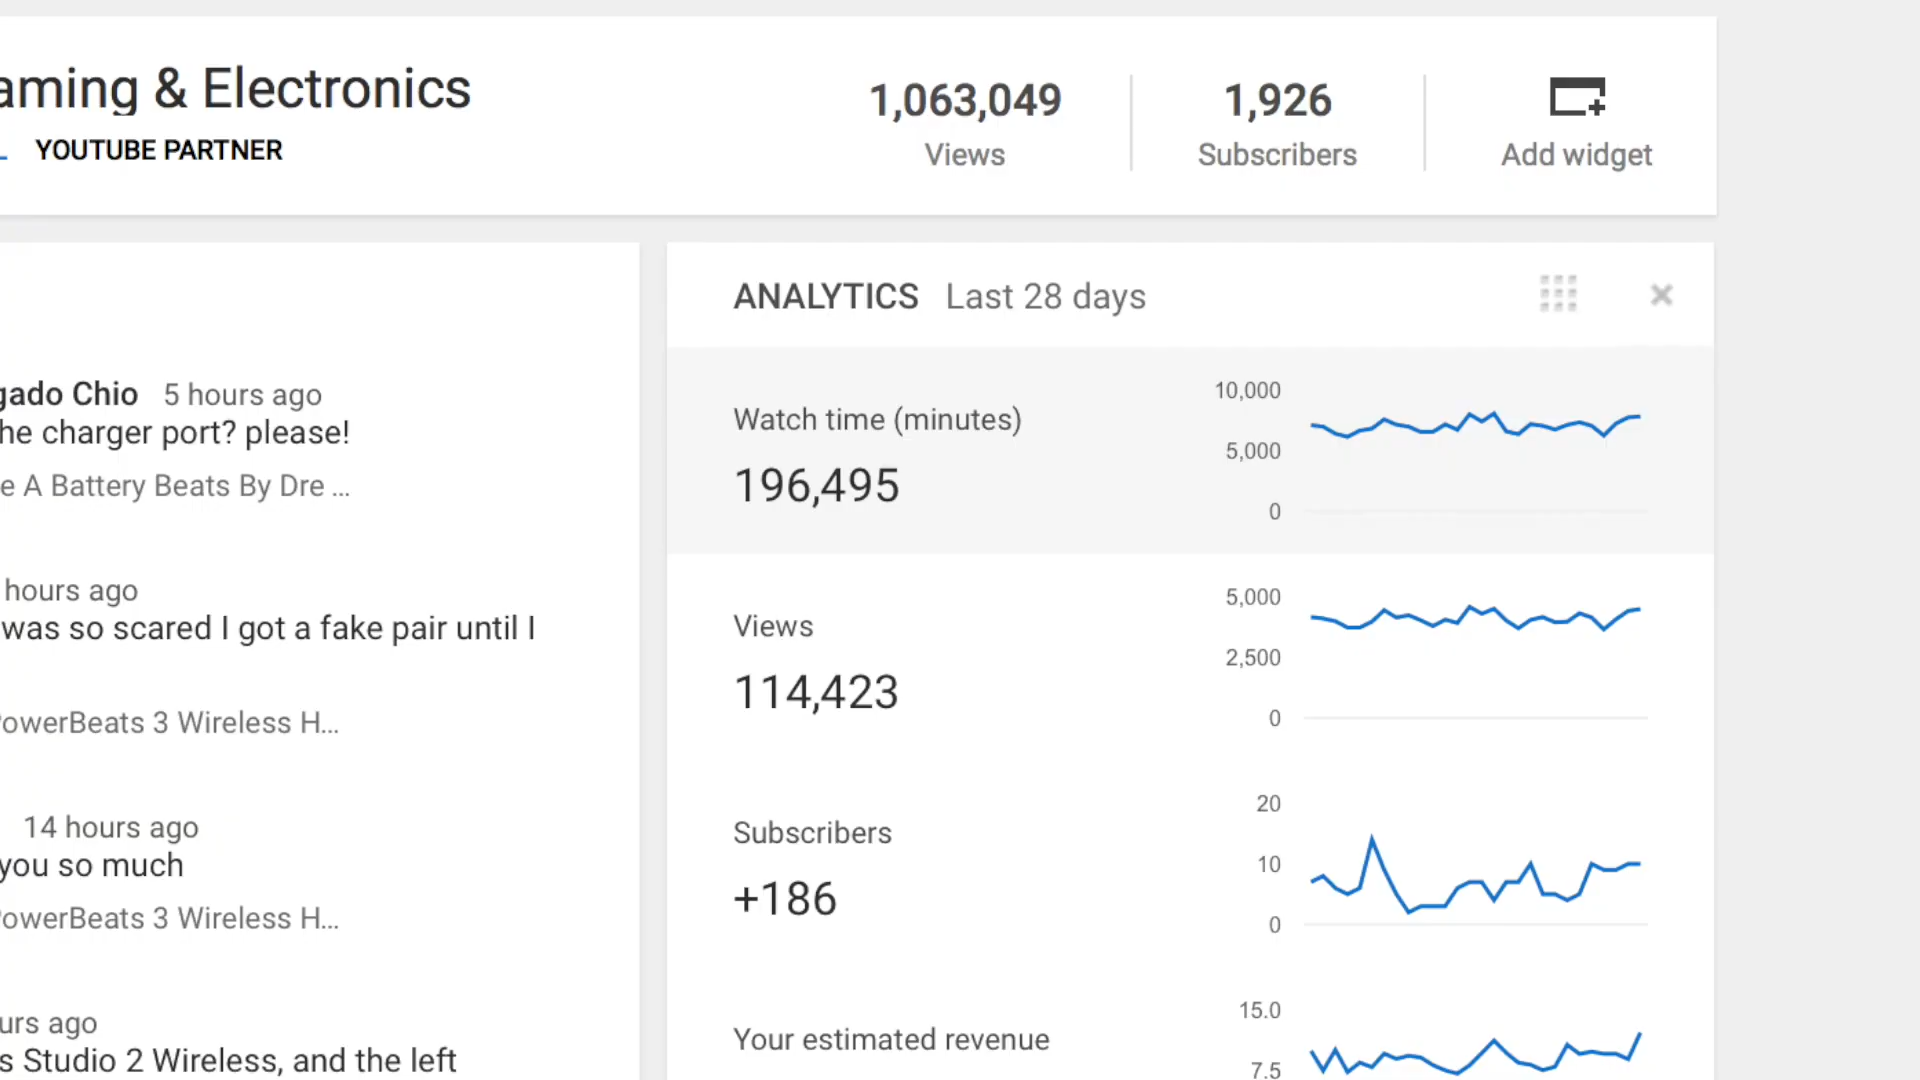 aming & Electronics
YOUTUBE PARTNER
1,063,049
Views
1,926
Subscribers
Add widget
gado Chio 5 hours ago
he charger port? please!
e A Battery Beats By Dre ...
hours ago
was so scared I got a fake pair until I
owerBeats 3 Wireless H...
14 hours ago
you so much
owerBeats 3 Wireless H...
urs ago
s Studio 2 Wireless, and the left
ANALYTICS Last 28 days
Watch time (minutes)
196,495
10,000
5,000
0
Views
114,423
5,000
2,500
0
Subscribers
+186
20
10
0
Your estimated revenue
15.0
7.5